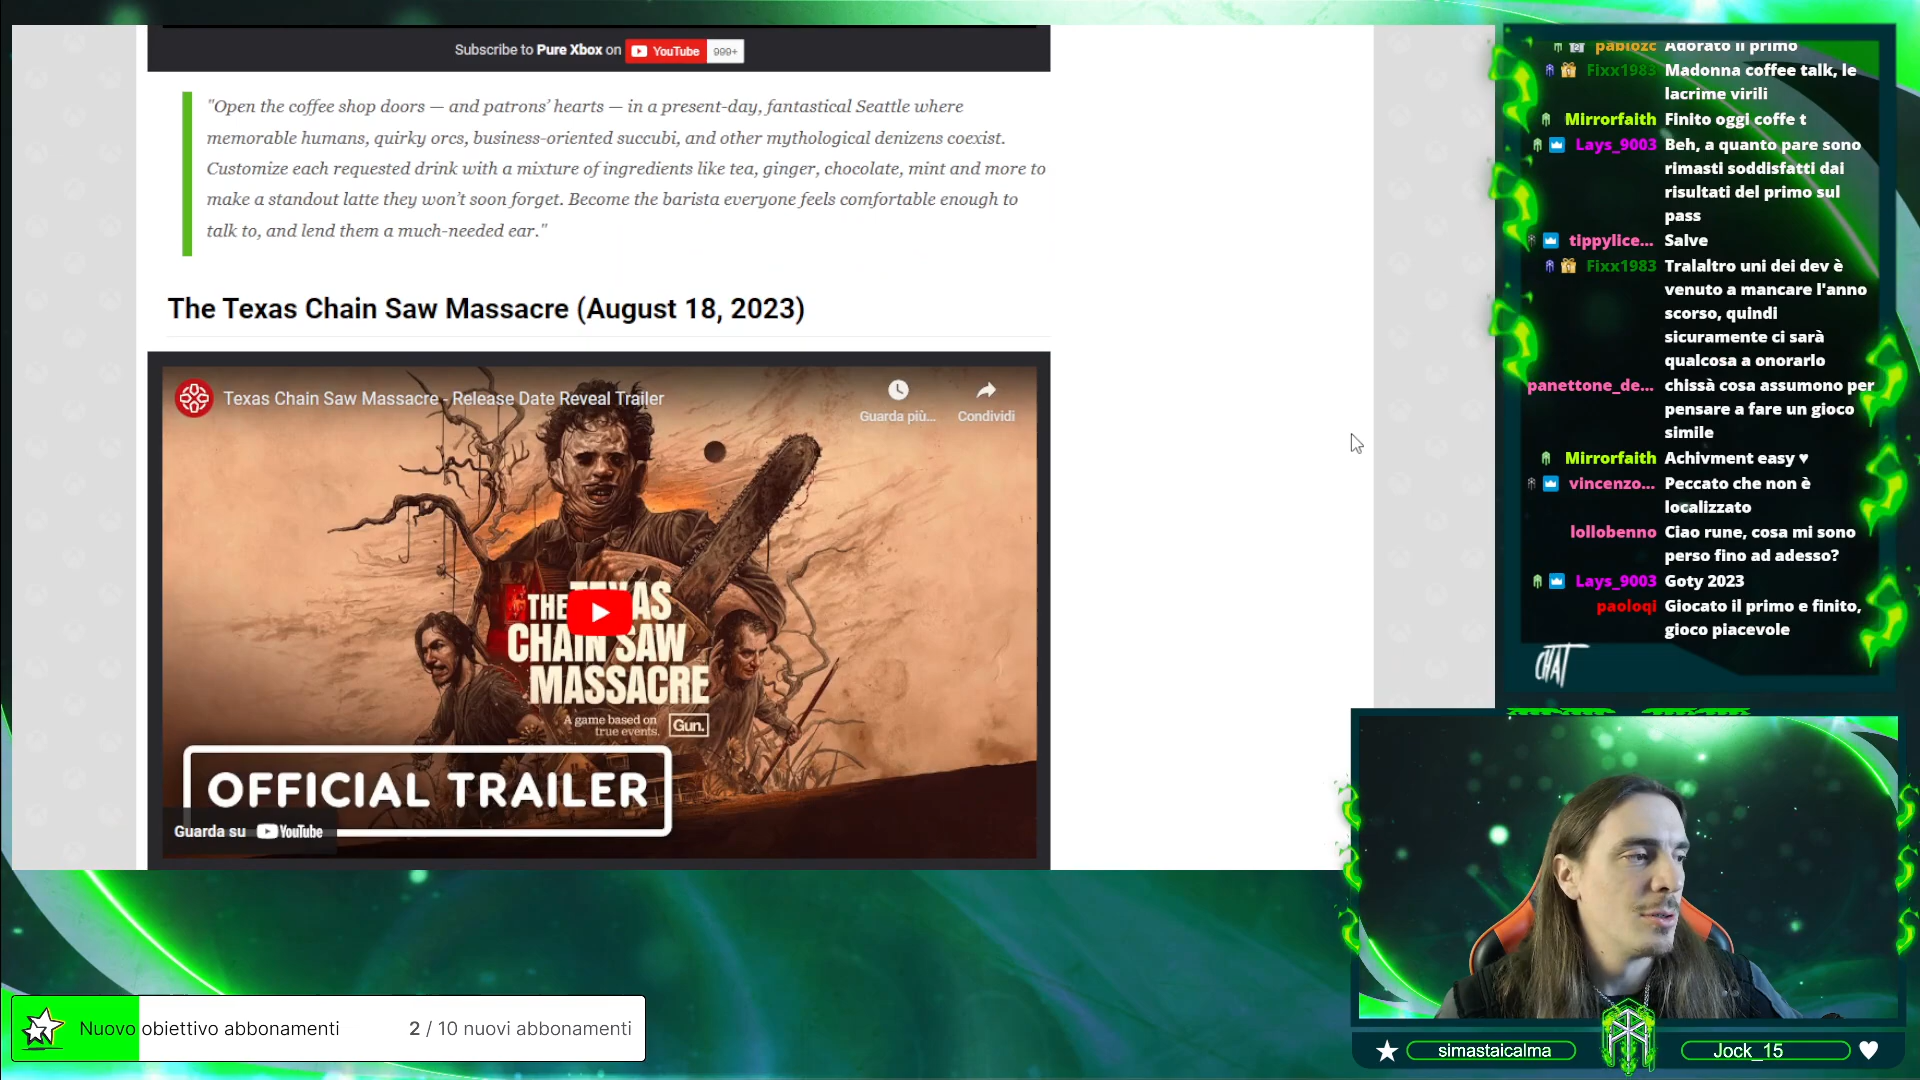 Subscribe to Pure Xbox on YouTube 999+
"Open the coffee shop doors — and patrons' hearts — in a present-day, fantastical Seattle where
memorable humans, quirky orcs, business-oriented succubi, and other mythological denizens coexist.
Customize each requested drink with a mixture of ingredients like tea, ginger, chocolate, mint and more to
make a standout latte they won't soon forget. Become the barista everyone feels comfortable enough to
talk to, and lend them a much-needed ear."
The Texas Chain Saw Massacre (August 18, 2023)
Texas Chain Saw Massacre - Release Date Reveal Trailer
Guarda più...
Condividi
THE TEXAS
CHAIN SAW
MASSACRE
A game based on
true events.
Gun.
OFFICIAL TRAILER
Guarda su YouTube
pablozc Adorato il primo
Fixx1983 Madonna coffee talk, le
lacrime virili
Mirrorfaith Finito oggi coffe t
Lays_9003 Beh, a quanto pare sono
rimasti soddisfatti dai
risultati del primo sul
pass
tippylice... Salve
Fixx1983 Tralaltro uni dei dev è
venuto a mancare l'anno
scorso, quindi
sicuramente ci sarà
qualcosa a onorarlo
panettone_de... chissà cosa assumono per
pensare a fare un gioco
simile
Mirrorfaith Achivment easy ♥
vincenzo... Peccato che non è
localizzato
lollobenno Ciao rune, cosa mi sono
perso fino ad adesso?
Lays_9003 Goty 2023
paoloqi Giocato il primo e finito,
gioco piacevole
CHAT
Nuovo obiettivo abbonamenti 2 / 10 nuovi abbonamenti
simastaicalma
Jock_15